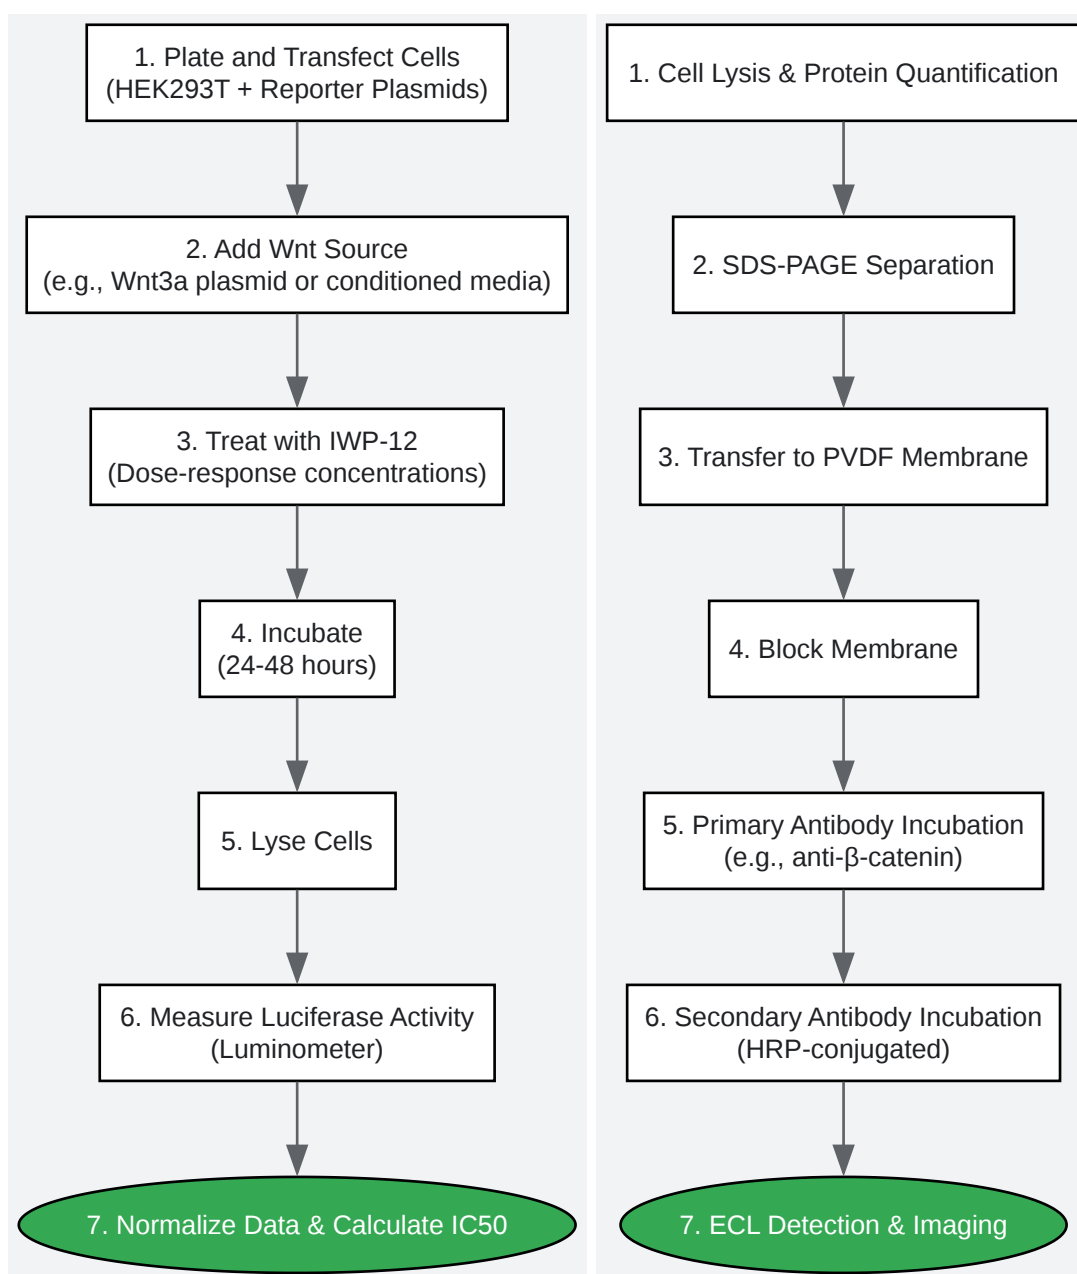 1. Plate and Transfect Cells
(HEK293T + Reporter Plasmids)
2. Add Wnt Source
(e.g., Wnt3a plasmid or conditioned media)
3. Treat with IWP-12
(Dose-response concentrations)
4. Incubate
(24-48 hours)
5. Lyse Cells
6. Measure Luciferase Activity
(Luminometer)
7. Normalize Data & Calculate IC50
1. Cell Lysis & Protein Quantification
2. SDS-PAGE Separation
3. Transfer to PVDF Membrane
4. Block Membrane
5. Primary Antibody Incubation
(e.g., anti-β-catenin)
6. Secondary Antibody Incubation
(HRP-conjugated)
7. ECL Detection & Imaging